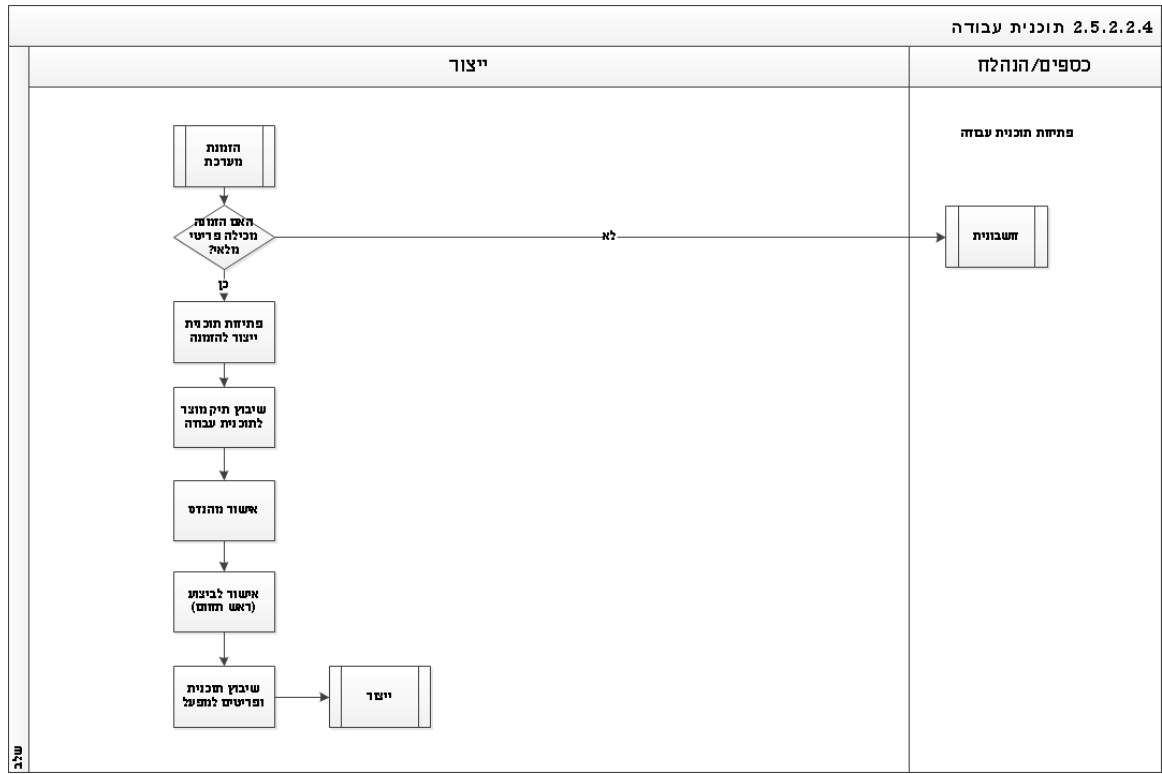 2.5.2.2.4 תוכנית עבודה
כספים/הנהלח
ייצור
פתיחת תוכנית עבודה
הזמנת
מערכת
האם הזמנה
מכילה פריטי
מלאי?
לא
חשבונית
כן
פתיחת תוכנית
ייצור להזמנה
שיבוץ תיק מוצר
לתוכנית עבודה
אישור מהנדס
אישור לביצוע
(ראש תחום)
שיבוץ תוכנית
ופריטים למפעל
ייצור
שלב